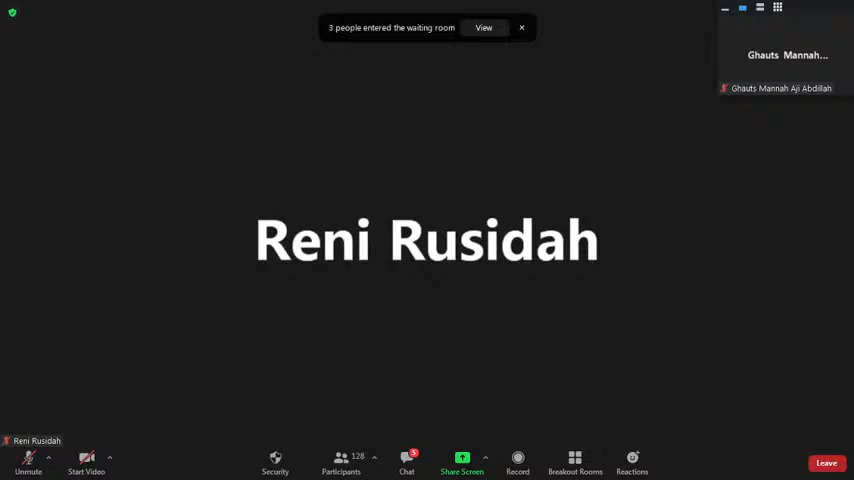 3 people entered the waiting room View
Ghauts Mannah...
Ghauts Mannah Aji Abdillah
Reni Rusidah
Reni Rusidah
Unmute
Start Video
Security
128
Participants
5
Chat
Share Screen
Record
Breakout Rooms
Reactions
Leave